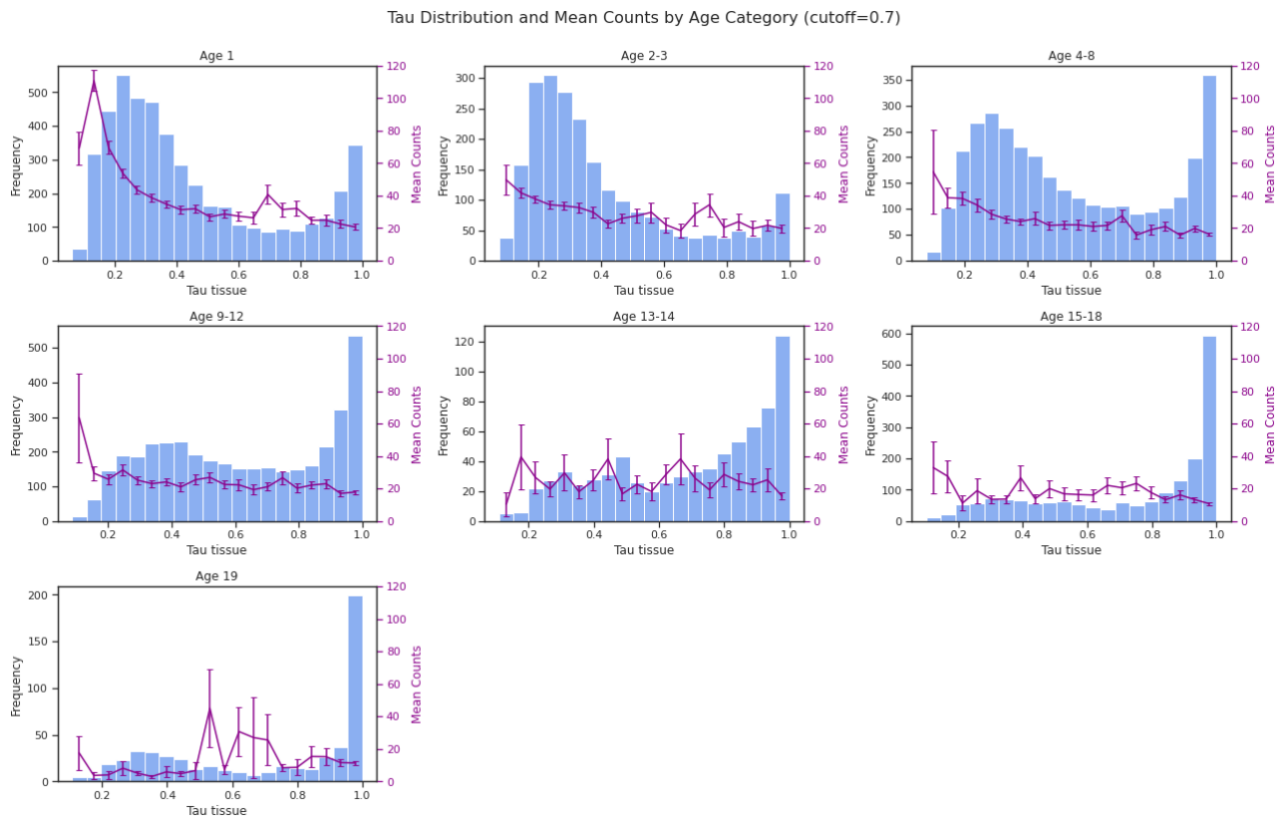 Tau Distribution and Mean Counts by Age Category (cutoff=0.7)
Age 1
Frequency
500
400
300
200
100
0
120
100
80
60
40
20
0
Mean Counts
0.2 0.4 0.6 0.8 1.0
Tau tissue
Age 2-3
Frequency
300
250
200
150
100
50
0
120
100
80
60
40
20
0
Mean Counts
0.2 0.4 0.6 0.8 1.0
Tau tissue
Age 4-8
Frequency
350
300
250
200
150
100
50
0
120
100
80
60
40
20
0
Mean Counts
0.2 0.4 0.6 0.8 1.0
Tau tissue
Age 9-12
Frequency
500
400
300
200
100
0
120
100
80
60
40
20
0
Mean Counts
0.2 0.4 0.6 0.8 1.0
Tau tissue
Age 13-14
Frequency
120
100
80
60
40
20
0
120
100
80
60
40
20
0
Mean Counts
0.2 0.4 0.6 0.8 1.0
Tau tissue
Age 15-18
Frequency
600
500
400
300
200
100
0
120
100
80
60
40
20
0
Mean Counts
0.2 0.4 0.6 0.8 1.0
Tau tissue
Age 19
Frequency
200
150
100
50
0
120
100
80
60
40
20
0
Mean Counts
0.2 0.4 0.6 0.8 1.0
Tau tissue